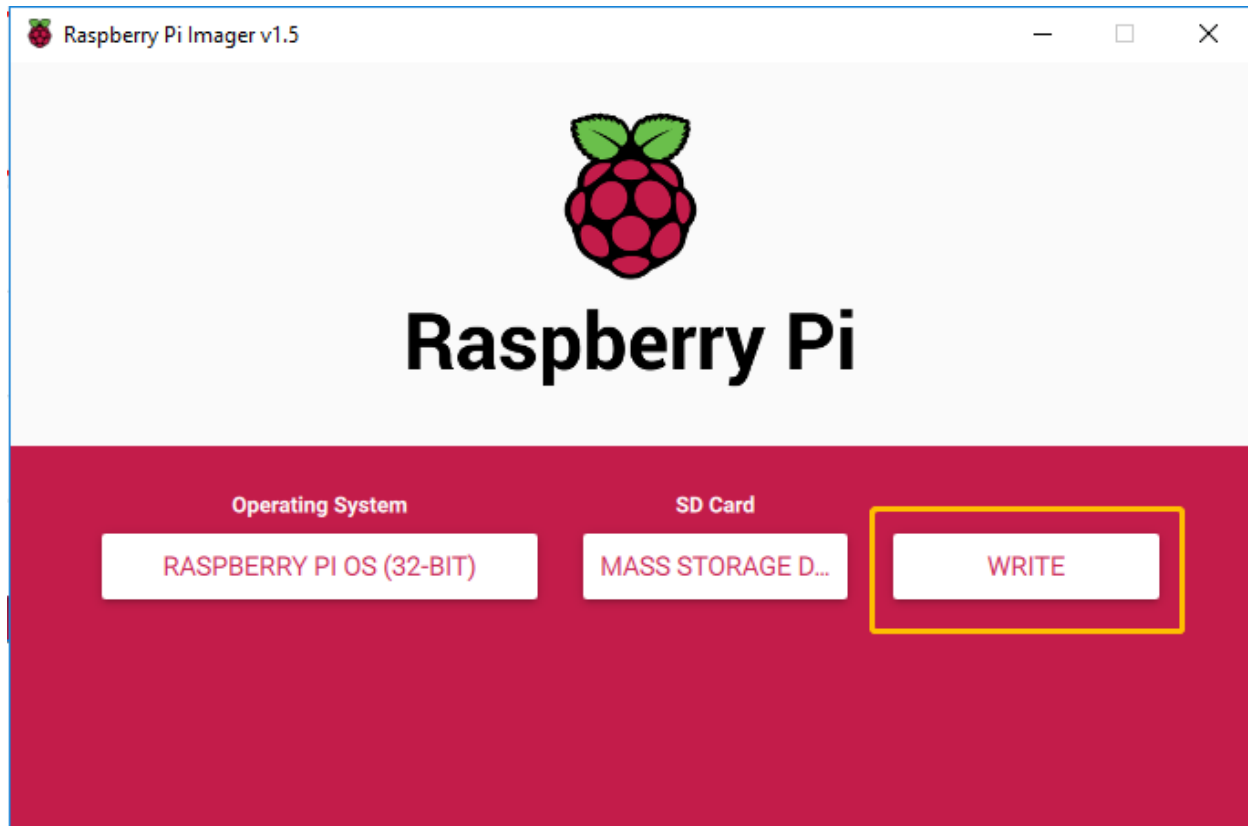 Raspberry Pi Imager v1.5
Raspberry Pi
Operating System
SD Card
RASPBERRY PI OS (32-BIT)
MASS STORAGE D...
WRITE